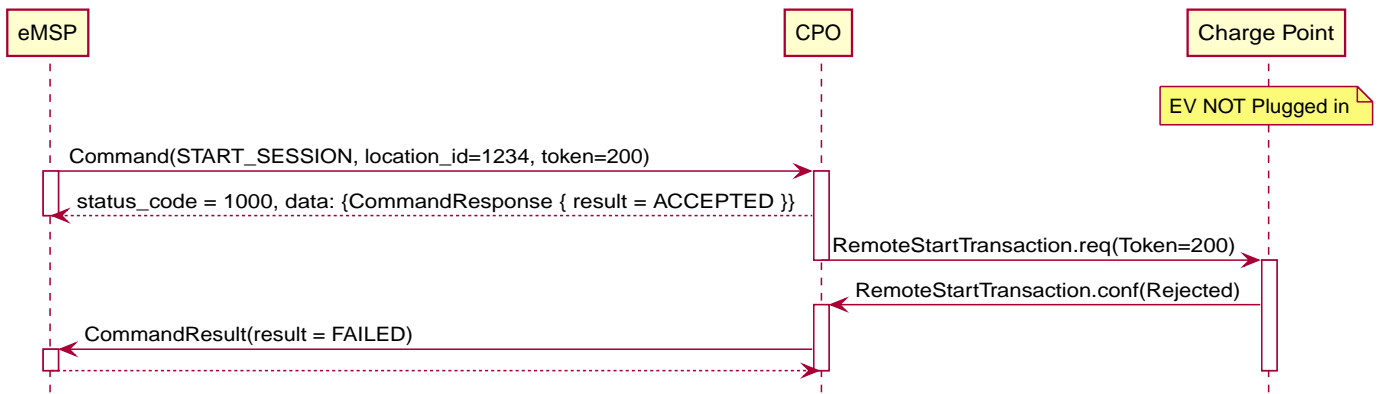 eMSP
CPO
Charge Point
EV NOT Plugged in
Command(START_SESSION, location_id=1234, token=200)
status_code = 1000, data: {CommandResponse { result = ACCEPTED }}
RemoteStartTransaction.req(Token=200)
RemoteStartTransaction.conf(Rejected)
CommandResult(result = FAILED)